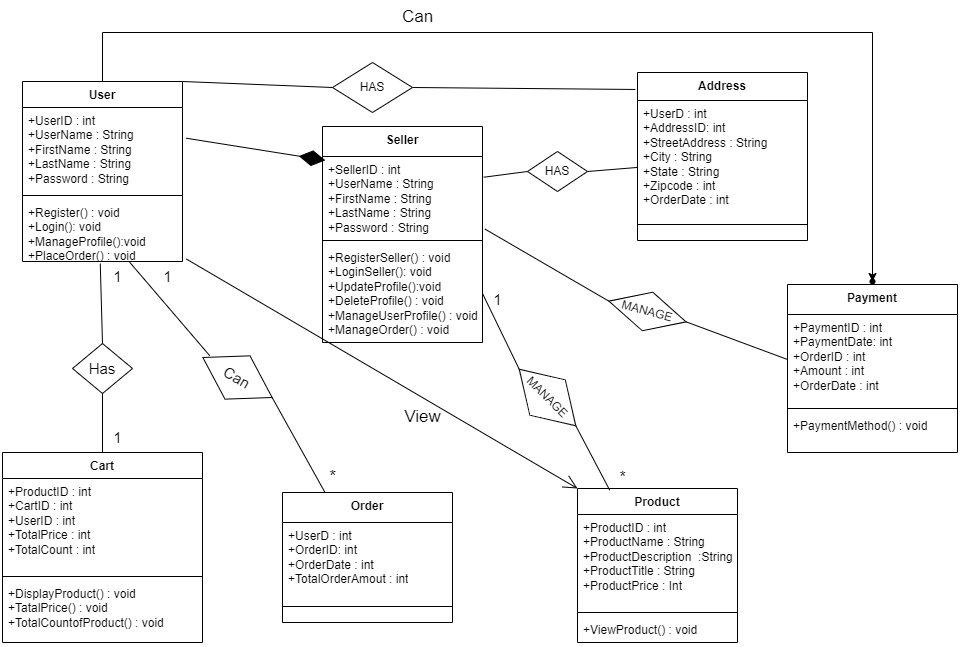 Can
User
+UserID : int
+UserName : String
+FirstName : String
+LastName : String
+Password : String
+Register() : void
+Login(): void
+ManageProfile():void
+PlaceOrder() : void
HAS
Address
+UserD : int
+AddressID: int
+StreetAddress : String
+City : String
+State : String
+Zipcode : int
+OrderDate : int
Seller
+SellerID : int
+UserName : String
+FirstName : String
+LastName : String
+Password : String
+RegisterSeller() : void
+LoginSeller(): void
+UpdateProfile():void
+DeleteProfile() : void
+ManageUserProfile() : void
+ManageOrder() : void
HAS
1
1
1
MANAGE
Payment
+PaymentID : int
+PaymentDate: int
+OrderID : int
+Amount : int
+OrderDate : int
+PaymentMethod() : void
Has
Can
MANAGE
View
1
*
*
Cart
+ProductID : int
+CartID : int
+UserID : int
+TotalPrice : int
+TotalCount : int
+DisplayProduct() : void
+TatalPrice() : void
+TotalCountofProduct() : void
Order
+UserD : int
+OrderID: int
+OrderDate : int
+TotalOrderAmout : int
Product
+ProductID : int
+ProductName : String
+ProductDescription :String
+ProductTitle : String
+ProductPrice : Int
+ViewProduct() : void